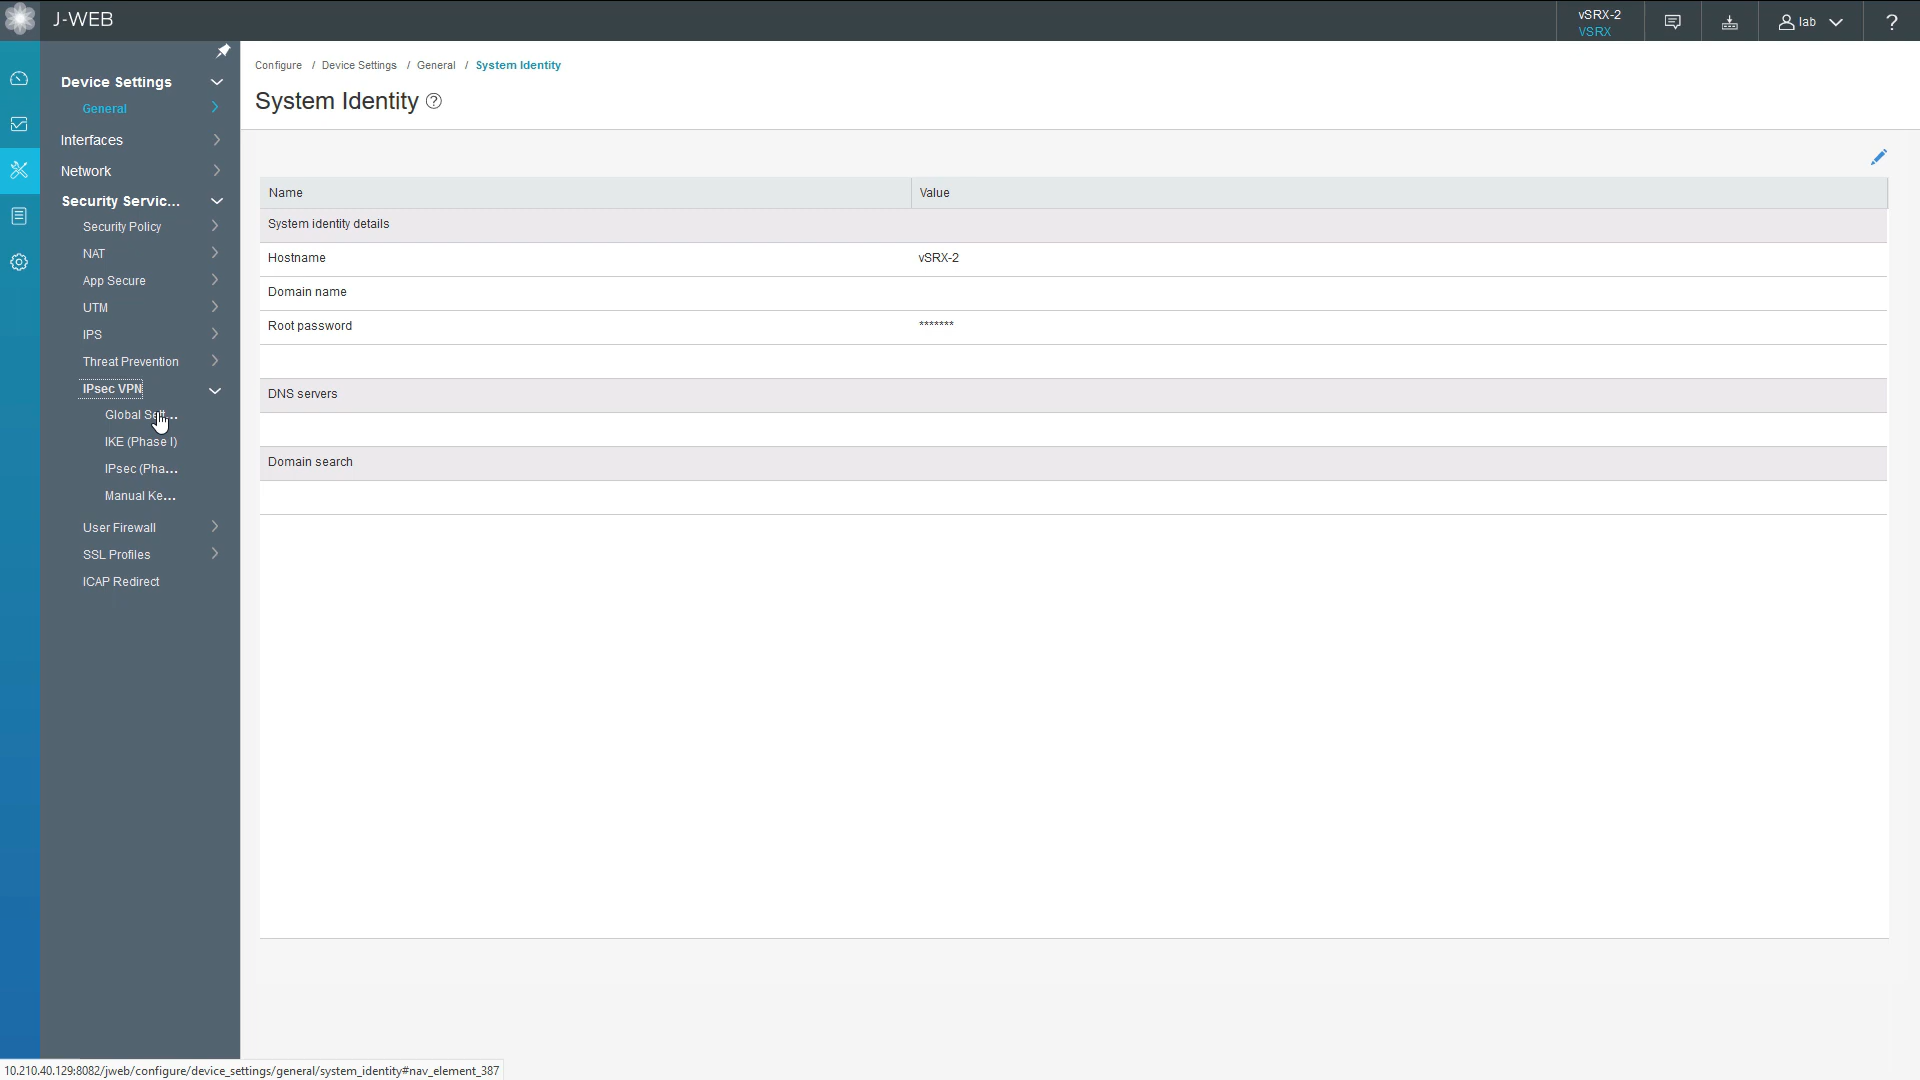 J-WEB
vSRX-2
VSRX
lab
?
Device Settings
General
Interfaces
Network
Security Servic...
Security Policy
NAT
App Secure
UTM
IPS
Threat Prevention
IPsec VPN
Global Sett...
IKE (Phase I)
IPsec (Pha...
Manual Ke...
User Firewall
SSL Profiles
ICAP Redirect
Configure / Device Settings / General / System Identity
System Identity ?
Name Value
System identity details
Hostname vSRX-2
Domain name
Root password *******
DNS servers
Domain search
10.210.40.129:8082/jweb/configure/device_settings/general/system_identity#nav_element_387